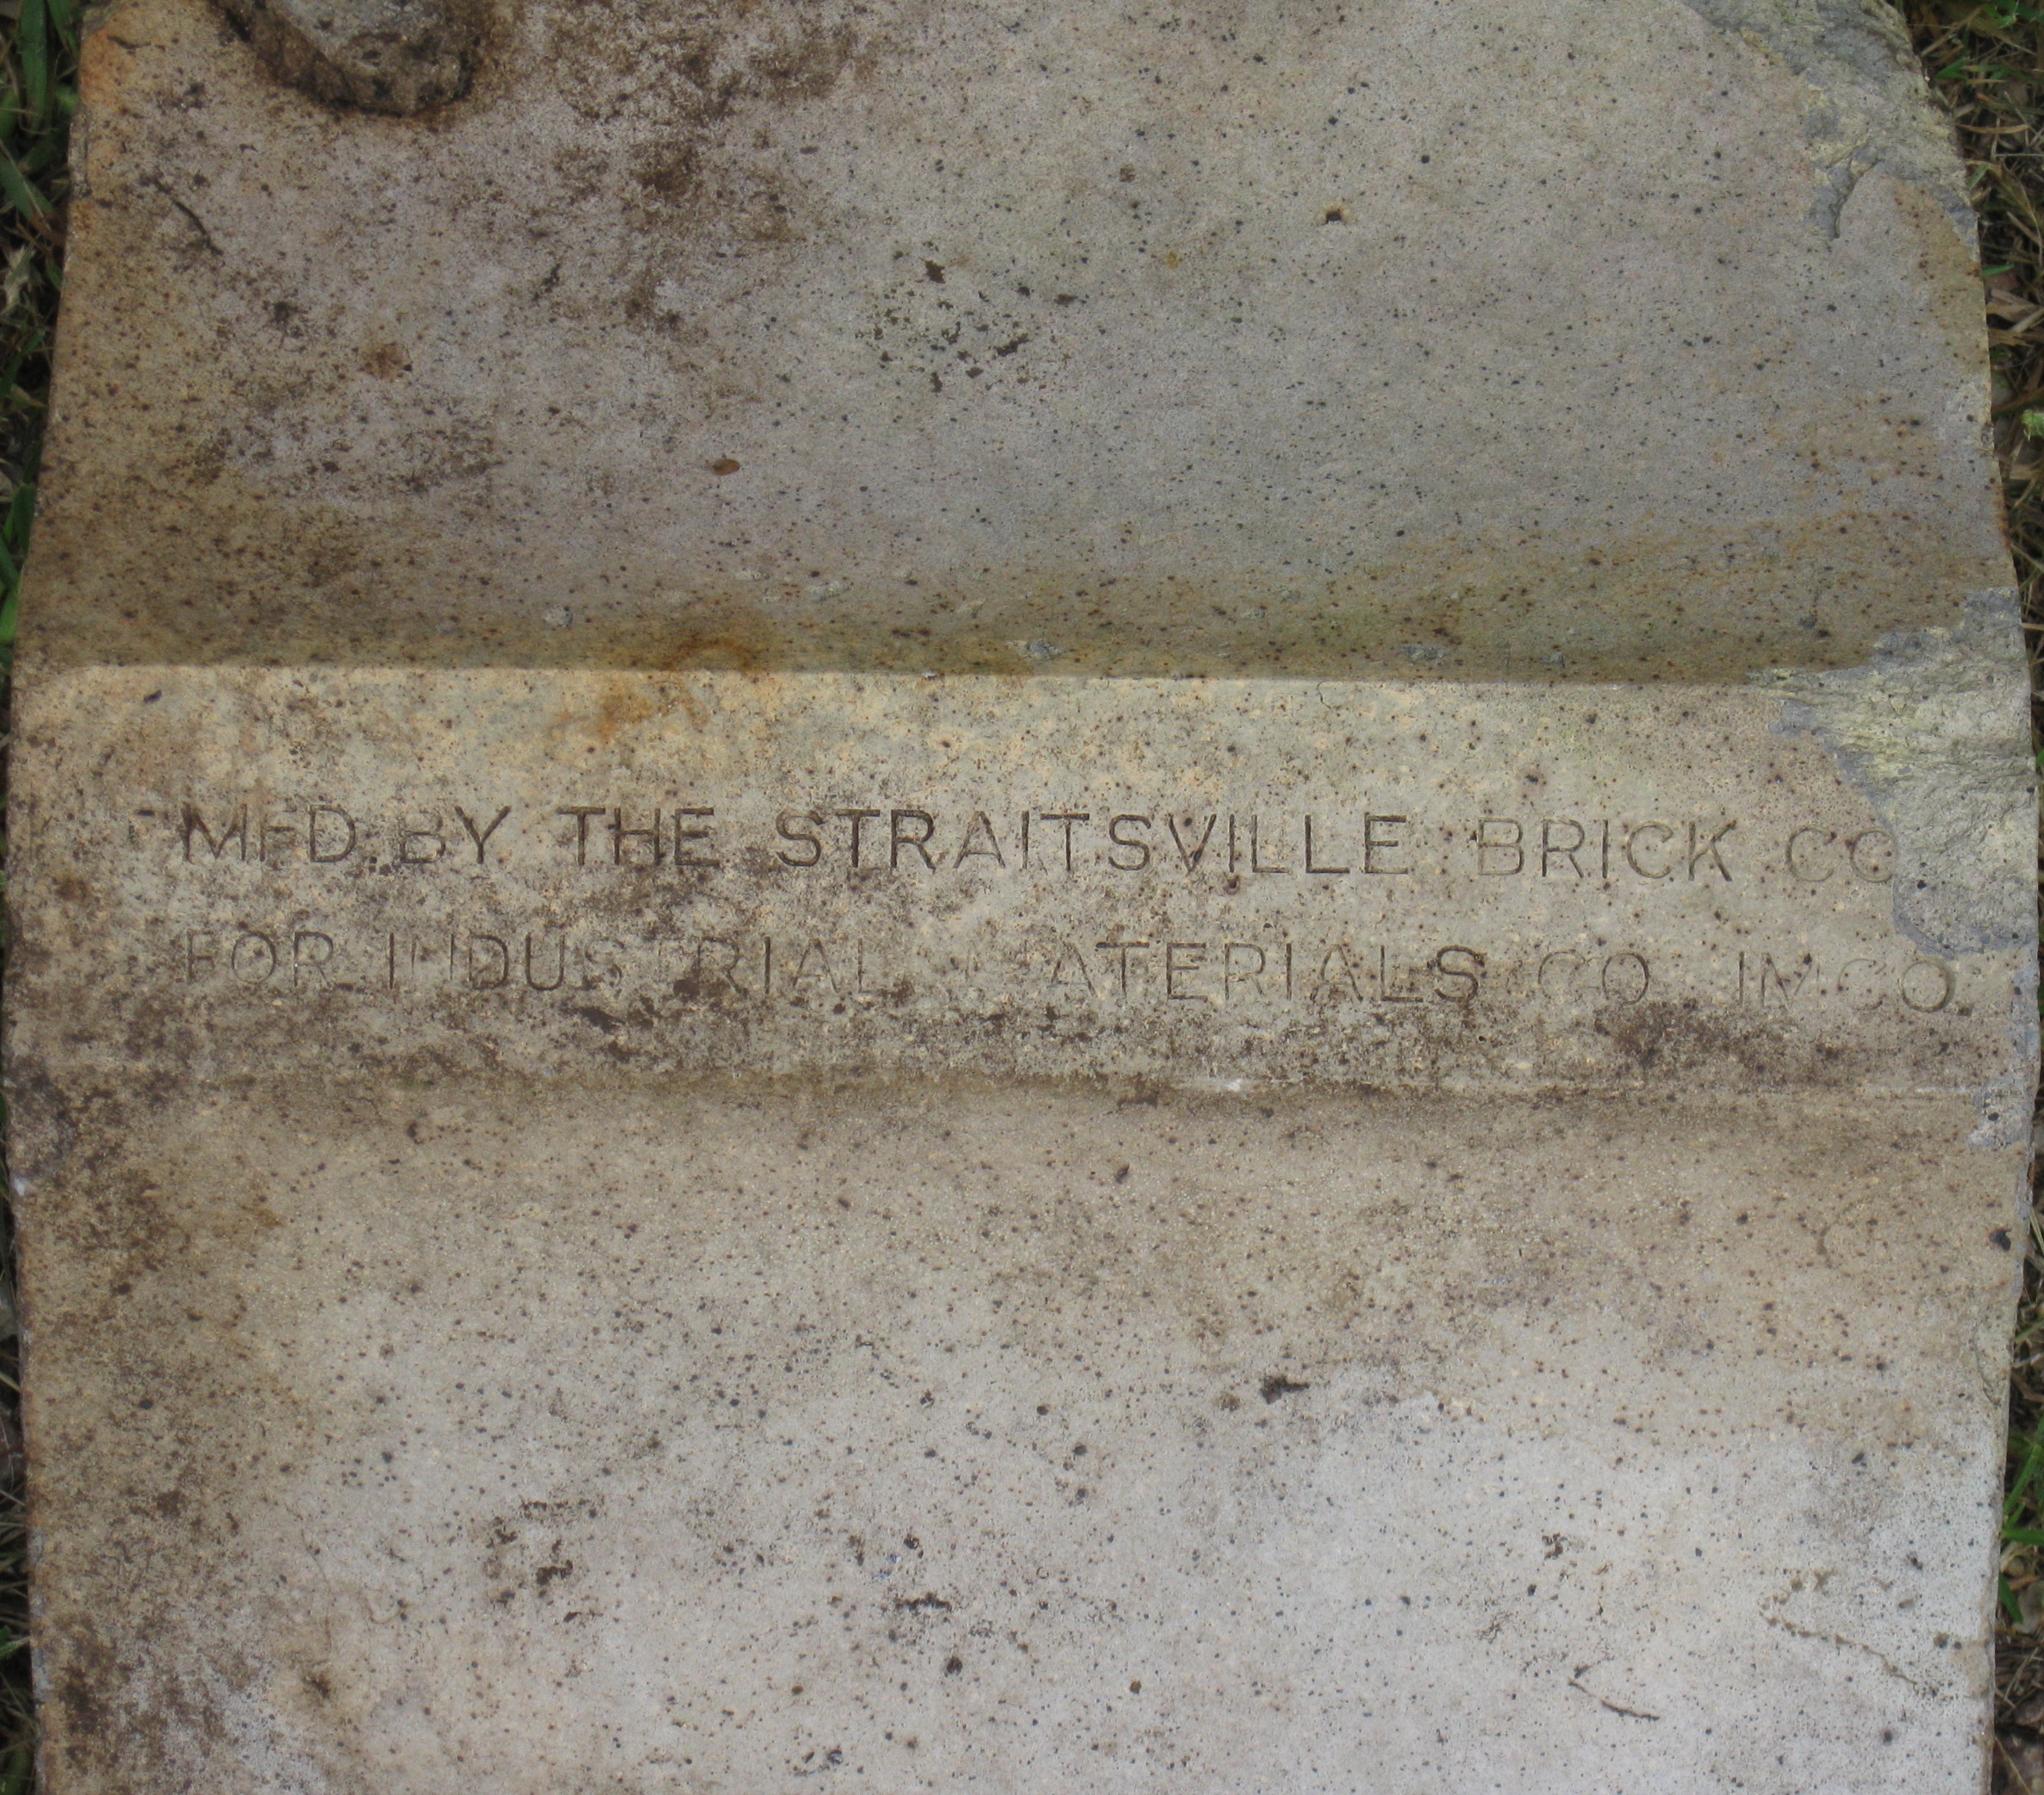 MFD. BY THE STRAITSVILLE BRICK CO
FOR INDUSTRIAL MATERIALS CO IMCO.